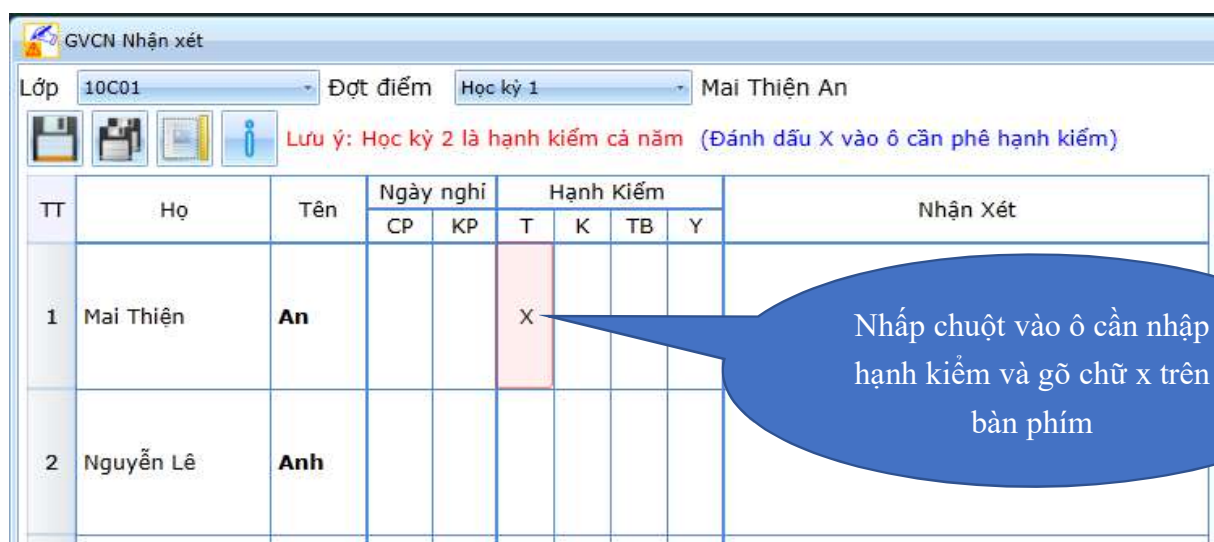 GVCN Nhận xét
Lớp 10C01 Đợt điểm Học kỳ 1 Mai Thiện An
Lưu ý: Học kỳ 2 là hạnh kiểm cả năm (Đánh dấu X vào ô cần phê hạnh kiểm)
TT Họ Tên Ngày nghỉ Hạnh Kiểm Nhận Xét
CP KP T K TB Y
1 Mai Thiện An X
Nhấp chuột vào ô cần nhập
hạnh kiểm và gõ chữ x trên
bàn phím
2 Nguyễn Lê Anh